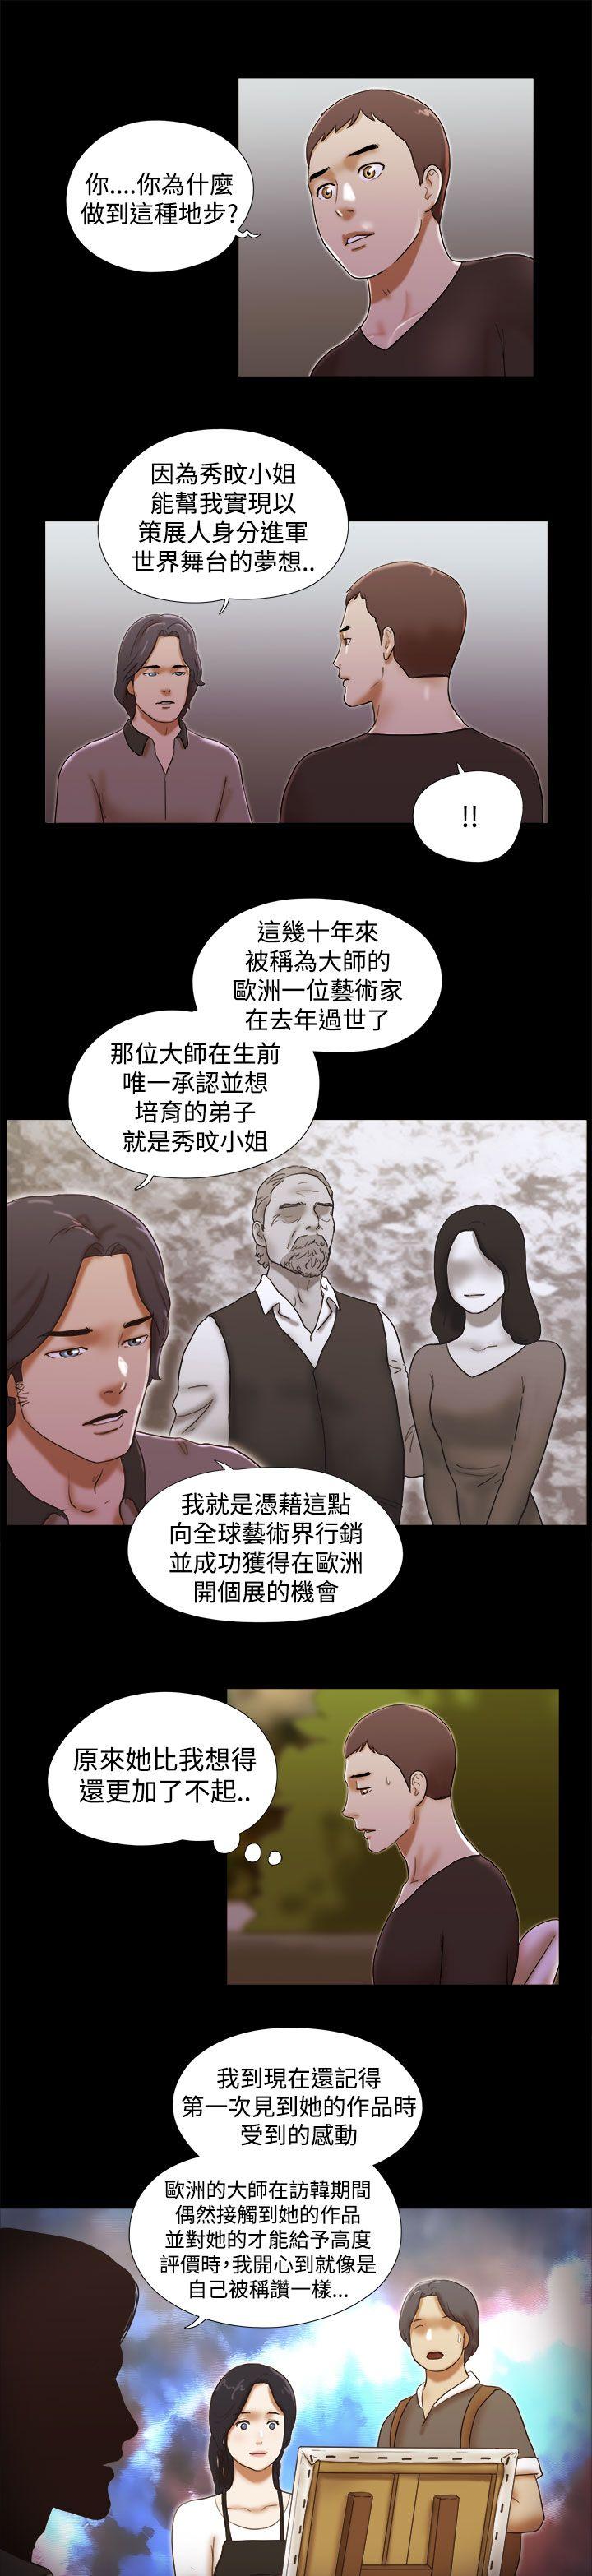 你....你為什麼
做到這種地步?
因為秀旼小姐
能幫我實現以
策展人身分進軍
世界舞台的夢想..
!!
這幾十年來
被稱為大師的
歐洲一位藝術家
在去年過世了
那位大師在生前
唯一承認並想
培育的弟子
就是秀旼小姐
我就是憑藉這點
向全球藝術界行銷
並成功獲得在歐洲
開個展的機會
原來她比我想得
還更加了不起..
我到現在還記得
第一次見到她的作品時
受到的感動
歐洲的大師在訪韓期間
偶然接觸到她的作品
並對她的才能給予高度
評價時,我開心到就像是
自己被稱讚一樣...